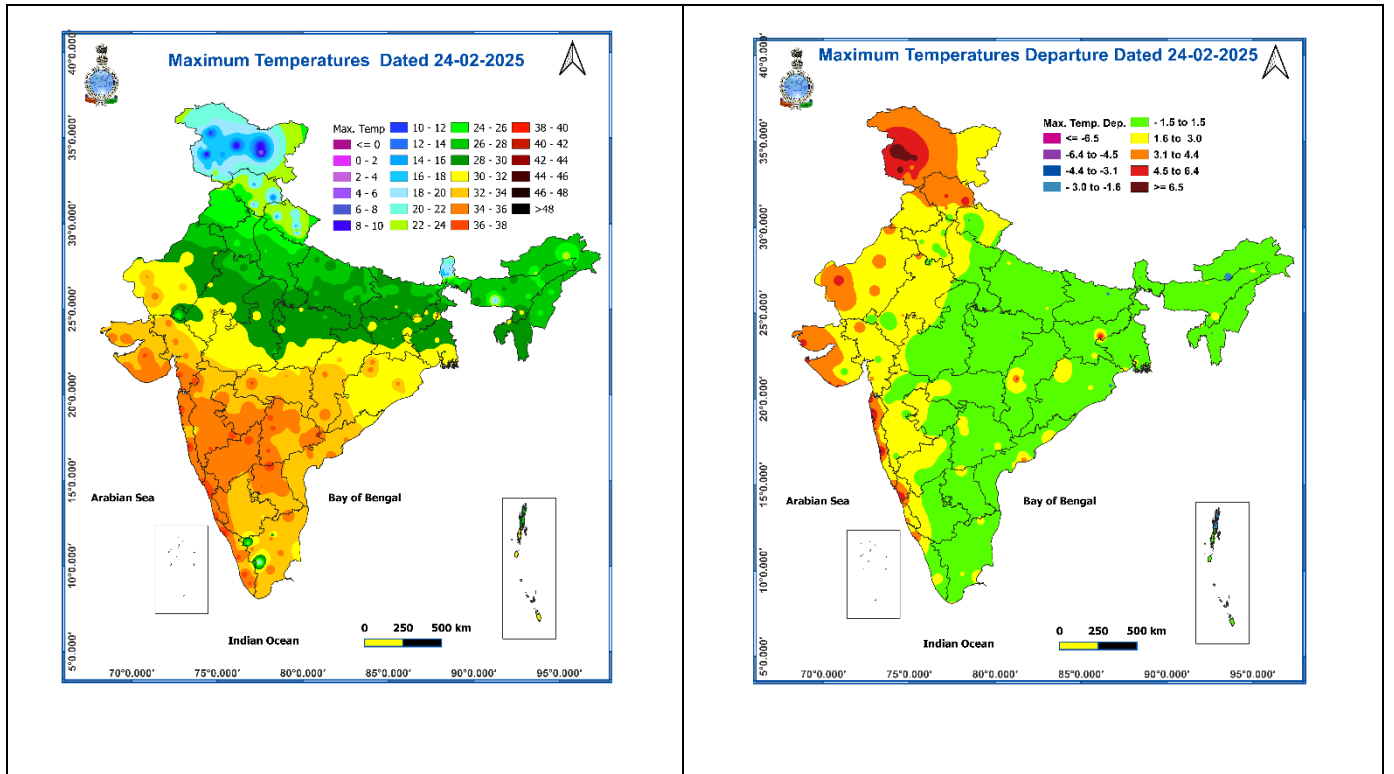 Maximum Temperatures Dated 24-02-2025
Max. Temp
<= 0
0 - 2
2 - 4
4 - 6
6 - 8
8 - 10
10 - 12
12 - 14
14 - 16
16 - 18
18 - 20
20 - 22
22 - 24
24 - 26
26 - 28
28 - 30
30 - 32
32 - 34
34 - 36
36 - 38
38 - 40
40 - 42
42 - 44
44 - 46
46 - 48
>48
40°0.000'
35°0.000'
30°0.000'
25°0.000'
20°0.000'
15°0.000'
10°0.000'
5°0.000'
Arabian Sea
Bay of Bengal
Indian Ocean
0 250 500 km
70°0.000' 75°0.000' 80°0.000' 85°0.000' 90°0.000' 95°0.000'
Maximum Temperatures Departure Dated 24-02-2025
Max. Temp. Dep.
<= -6.5
-6.4 to -4.5
-4.4 to -3.1
- 3.0 to -1.6
- 1.5 to 1.5
1.6 to 3.0
3.1 to 4.4
4.5 to 6.4
>= 6.5
40°0.000'
35°0.000'
30°0.000'
25°0.000'
20°0.000'
15°0.000'
10°0.000'
5°0.000'
Arabian Sea
Bay of Bengal
Indian Ocean
0 250 500 km
70°0.000' 75°0.000' 80°0.000' 85°0.000' 90°0.000' 95°0.000'